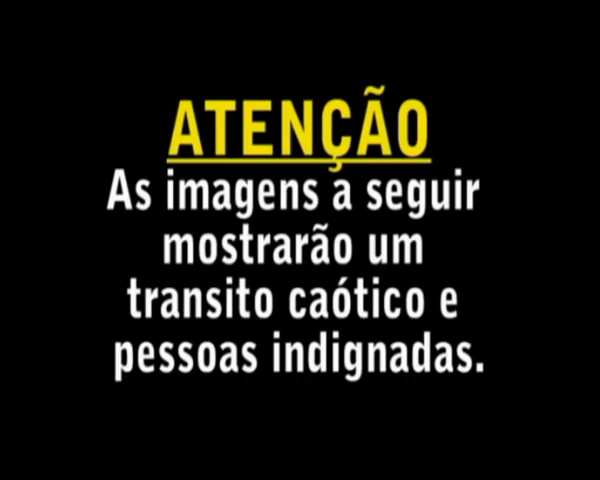 ATENÇÃO
As imagens a seguir
mostrarão um
transito caótico e
pessoas indignadas.